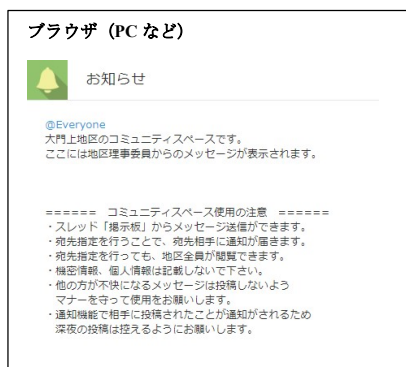 ブラウザ（PC など）
お知らせ
@Everyone
大門上地区のコミュニティスペースです。
ここには地区理事委員からのメッセージが表示されます。
====== コミュニティスペース使用の注意 ======
・スレッド「掲示板」からメッセージ送信ができます。
・宛先指定を行うことで、宛先相手に通知が届きます。
・宛先指定を行っても、地区全員が閲覧できます。
・機密情報、個人情報は記載しないで下さい。
・他の方が不快になるメッセージは投稿しないよう
マナーを守って使用をお願いします。
・通知機能で相手に投稿されたことが通知がされるため
深夜の投稿は控えるようにお願いします。